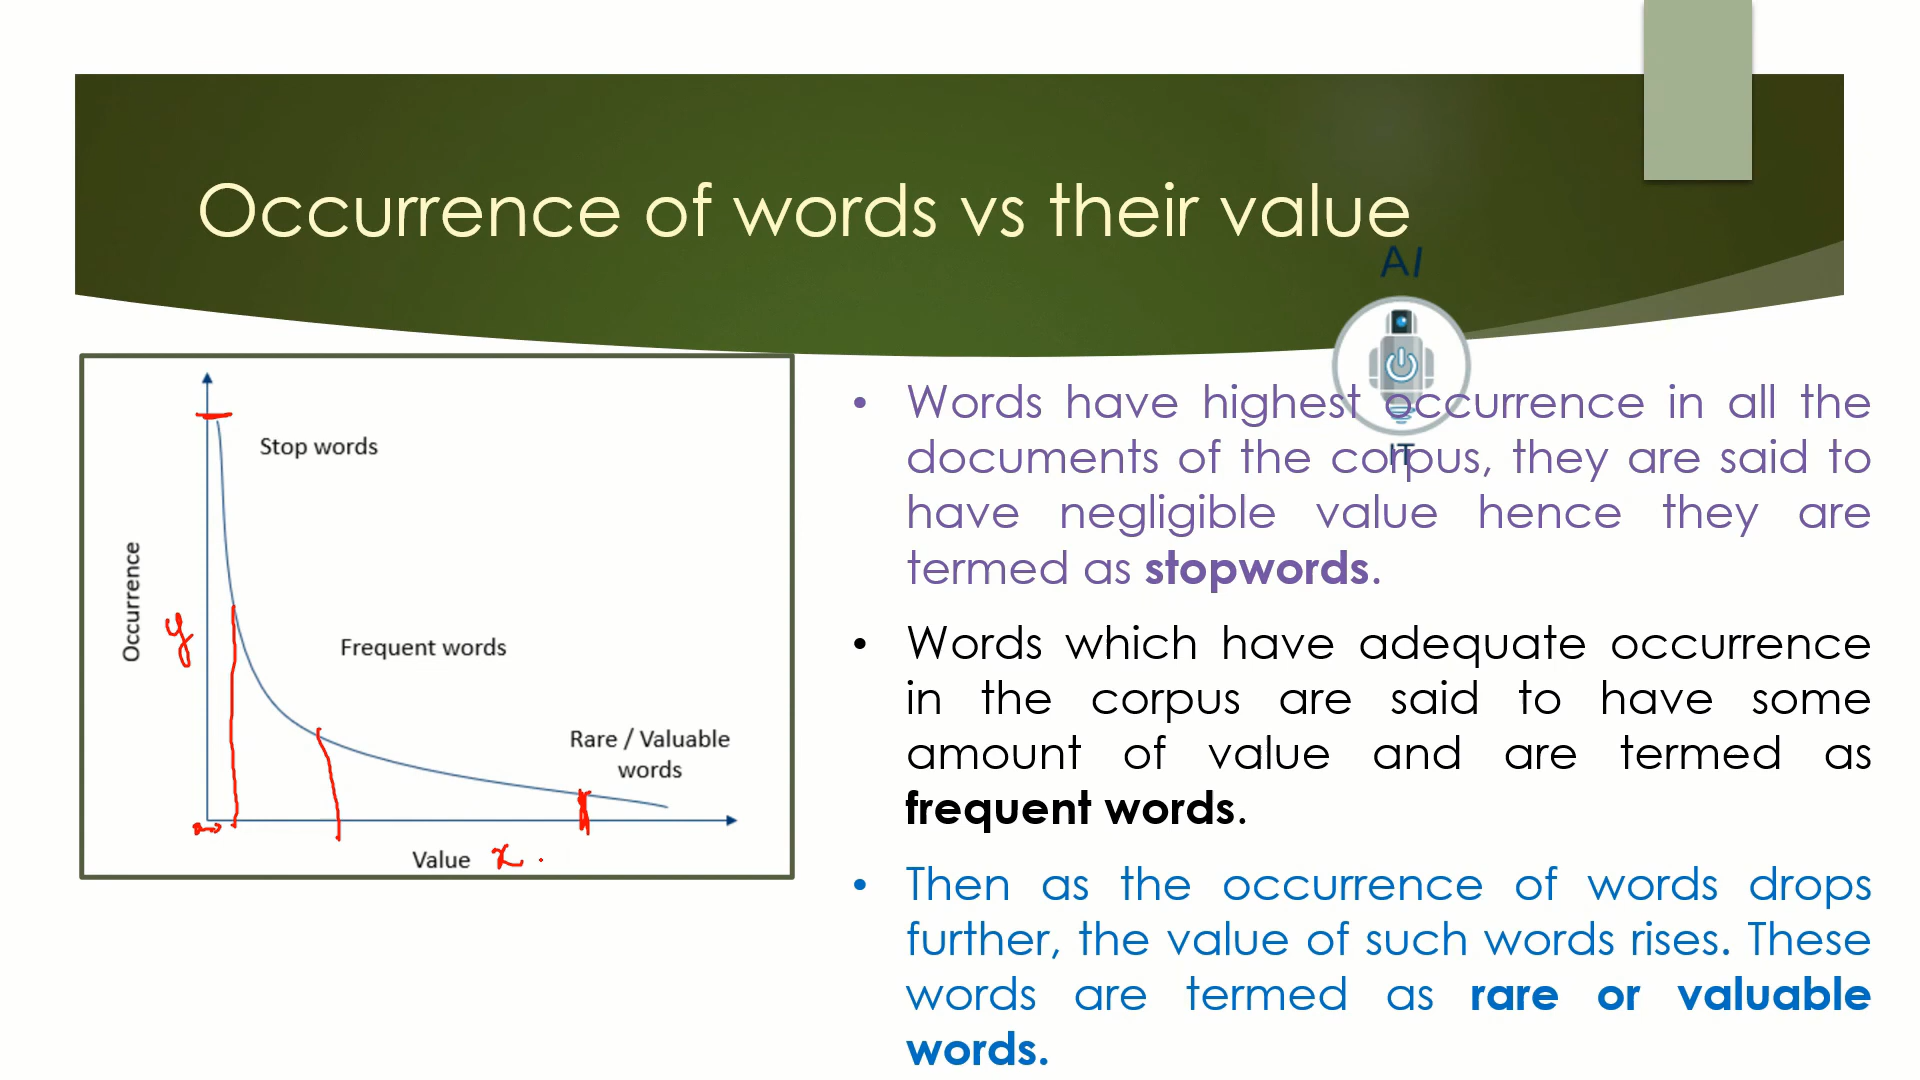 Occurrence of words vs their value
AI
IT
Stop words
Occurrence
y
Frequent words
Rare / Valuable
words
Value x .
• Words have highest occurrence in all the
documents of the corpus, they are said to
have negligible value hence they are
termed as stopwords.
• Words which have adequate occurrence
in the corpus are said to have some
amount of value and are termed as
frequent words.
• Then as the occurrence of words drops
further, the value of such words rises. These
words are termed as rare or valuable
words.